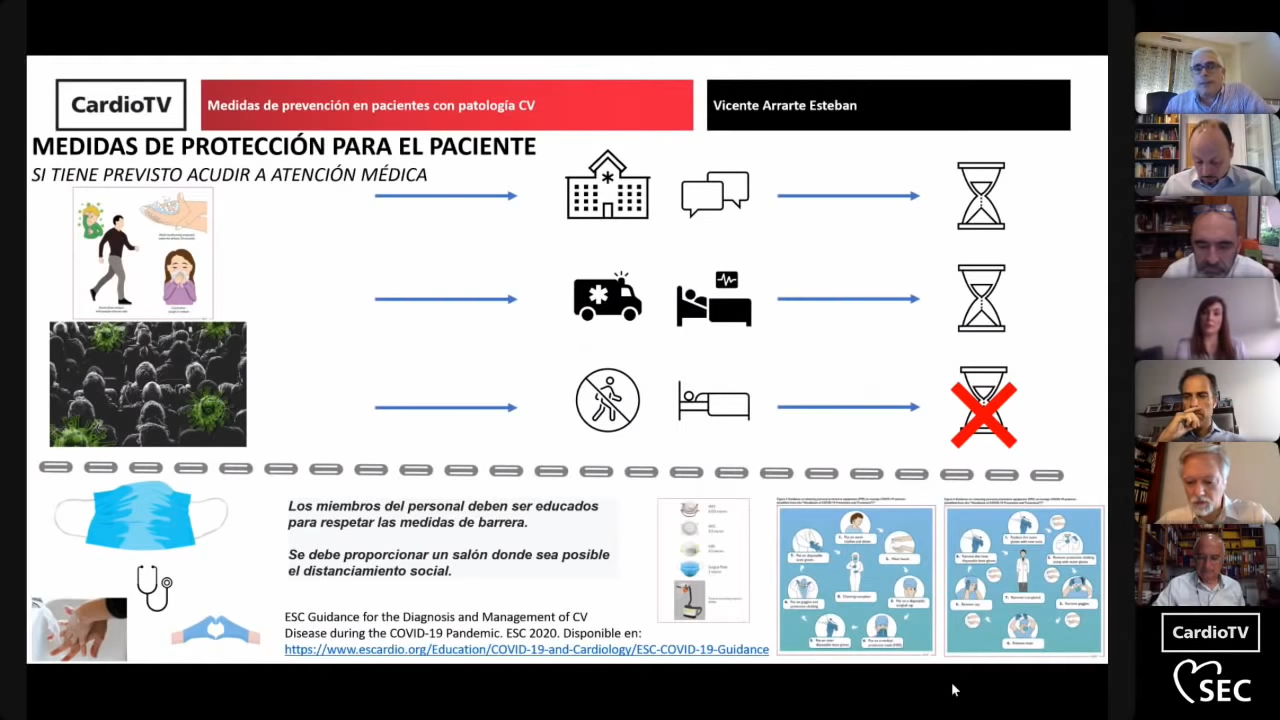 CardioTV
Medidas de prevención en pacientes con patología CV
Vicente Arrarte Esteban
MEDIDAS DE PROTECCIÓN PARA EL PACIENTE
SI TIENE PREVISTO ACUDIR A ATENCIÓN MÉDICA
Los miembros del personal deben ser educados
para respetar las medidas de barrera.
Se debe proporcionar un salón donde sea posible
el distanciamiento social.
ESC Guidance for the Diagnosis and Management of CV
Disease during the COVID-19 Pandemic. ESC 2020. Disponible en:
https://www.escardio.org/Education/COVID-19-and-Cardiology/ESC-COVID-19-Guidance
CardioTV
SEC